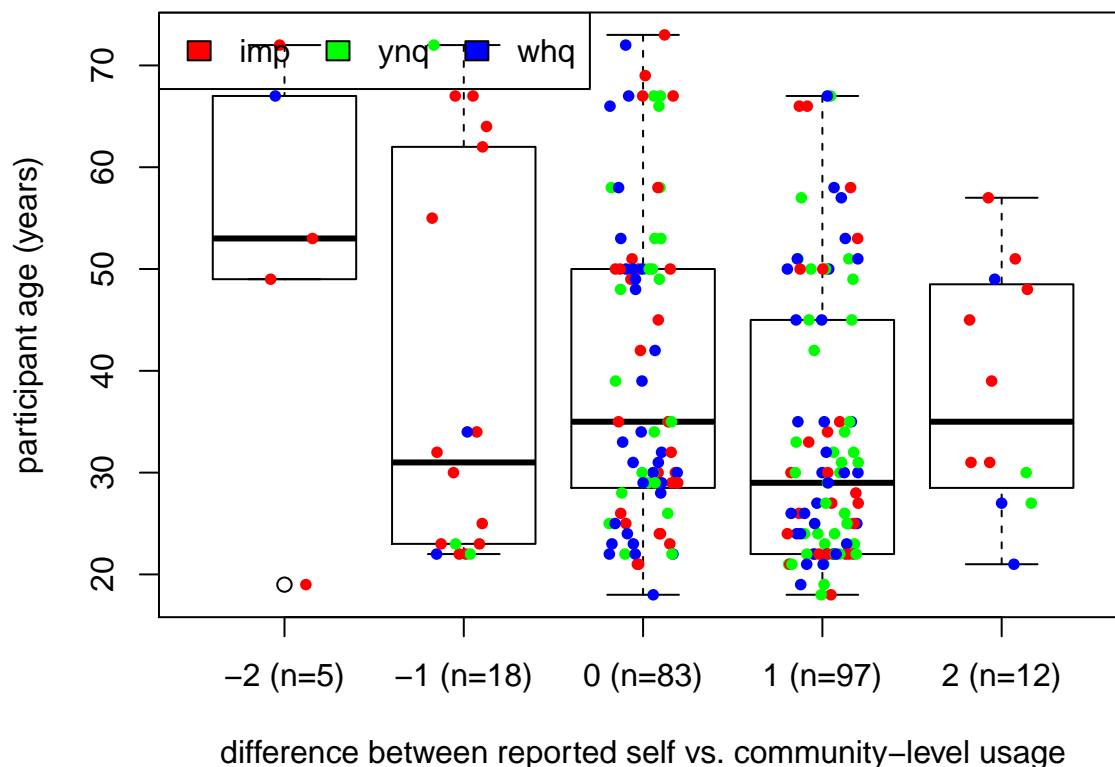 imp ynq whq
participant age (years)
70
60
50
40
30
20
−2 (n=5) −1 (n=18) 0 (n=83) 1 (n=97) 2 (n=12)
difference between reported self vs. community−level usage